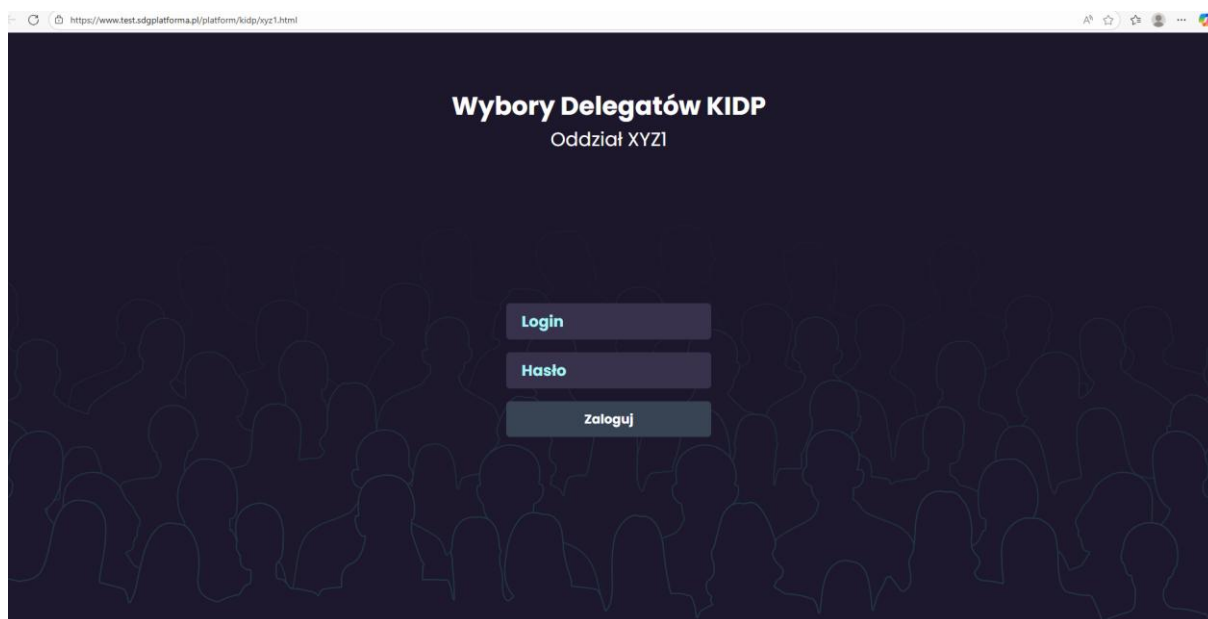 https://www.test.sdgplatforma.pl/platform/kidp/xyz1.html
Wybory Delegatów KIDP
Oddział XYZ1
Login
Hasło
Zaloguj